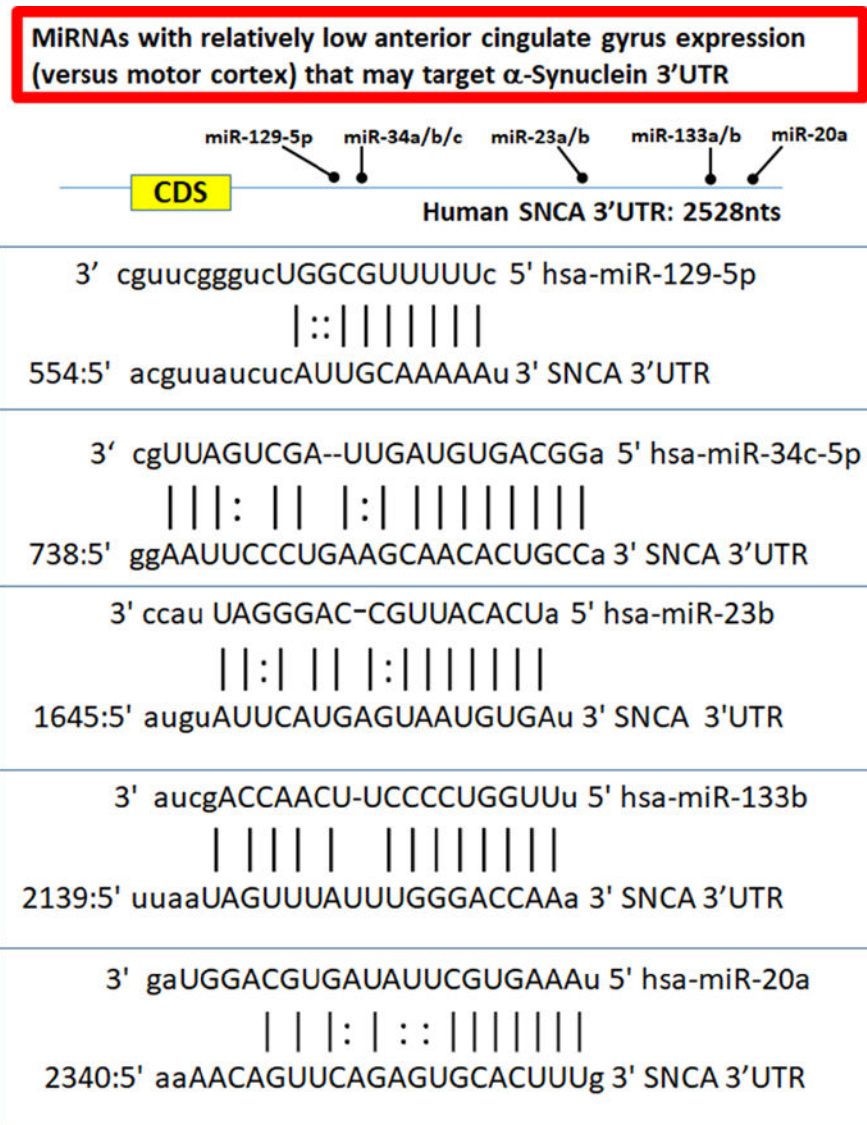 MiRNAs with relatively low anterior cingulate gyrus expression
(versus motor cortex) that may target α-Synuclein 3’UTR
miR-129-5p miR-34a/b/c miR-23a/b miR-133a/b miR-20a
CDS
Human SNCA 3’UTR: 2528nts
3’ cguucgggucUGGCGUUUUUc 5' hsa-miR-129-5p
|::|||||||
554:5' acguuaucucAUUGCAAAAAu 3' SNCA 3’UTR
3‘ cgUUAGUCGA--UUGAUGUGACGGa 5' hsa-miR-34c-5p
|||: || |:| ||||||||
738:5' ggAAUUCCCUGAAGCAACACUGCCa 3' SNCA 3’UTR
3' ccau UAGGGAC-CGUUACACUa 5' hsa-miR-23b
||:| || |:|||||||
1645:5' auguAUUCAUGAGUAAUGUGAu 3' SNCA 3'UTR
3' aucgACCAACU-UCCCCUGGUUu 5' hsa-miR-133b
| |||| | ||||||||
2139:5' uuaaUAGUUUAUUUGGGACCAAa 3' SNCA 3’UTR
3' gaUGGACGUGAUAUUCGUGAAAu 5' hsa-miR-20a
| | |: | :: |||||||
2340:5' aaAACAGUUCAGAGUGCACUUUg 3' SNCA 3’UTR